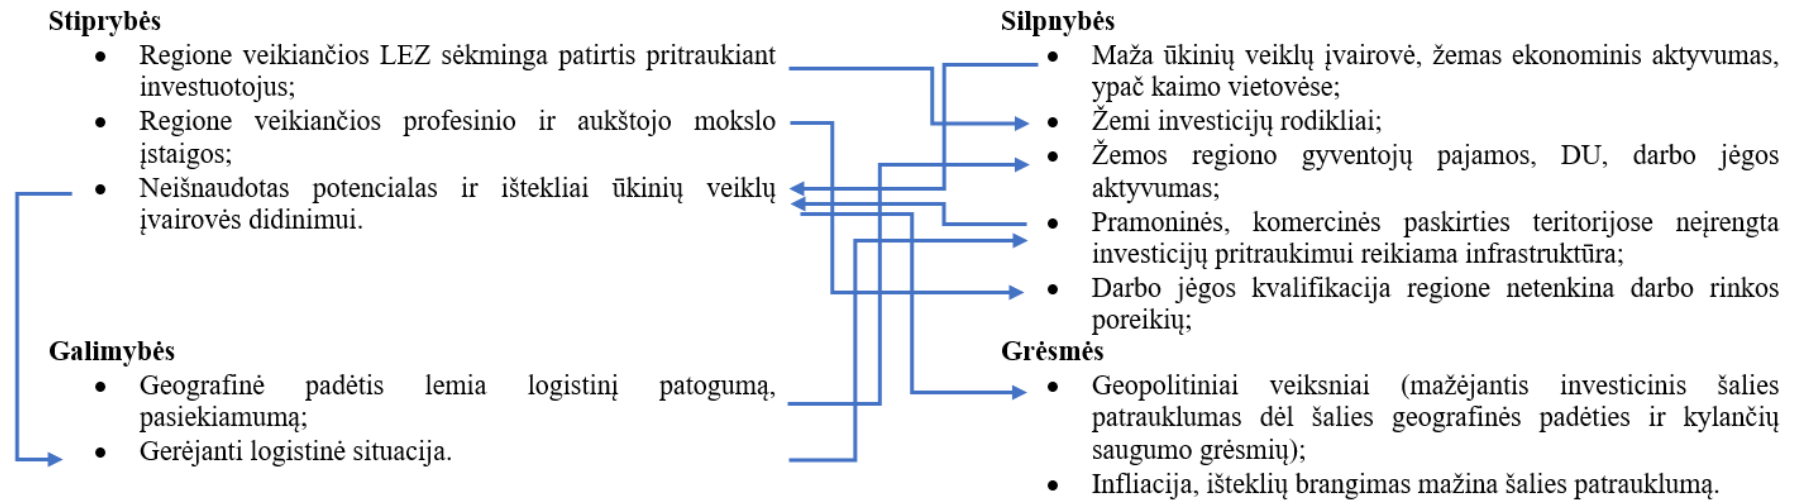 Stiprybės
• Regione veikiančios LEZ sėkminga patirtis pritraukiant
investuotojus;
• Regione veikiančios profesinio ir aukštojo mokslo
įstaigos;
• Neišnaudotas potencialas ir ištekliai ūkinių veiklų
įvairovės didinimui.
Silpnybės
• Maža ūkinių veiklų įvairovė, žemas ekonominis aktyvumas,
ypač kaimo vietovėse;
• Žemi investicijų rodikliai;
• Žemos regiono gyventojų pajamos, DU, darbo jėgos
aktyvumas;
• Pramoninės, komercinės paskirties teritorijose neįrengta
investicijų pritraukimui reikiama infrastruktūra;
• Darbo jėgos kvalifikacija regione netenkina darbo rinkos
poreikių;
Galimybės
• Geografinė padėtis lemia logistinį patogumą,
pasiekiamumą;
• Gerėjanti logistinė situacija.
Grėsmės
• Geopolitiniai veiksniai (mažėjantis investicinis šalies
patrauklumas dėl šalies geografinės padėties ir kylančių
saugumo grėsmių);
• Infliacija, išteklių brangimas mažina šalies patrauklumą.